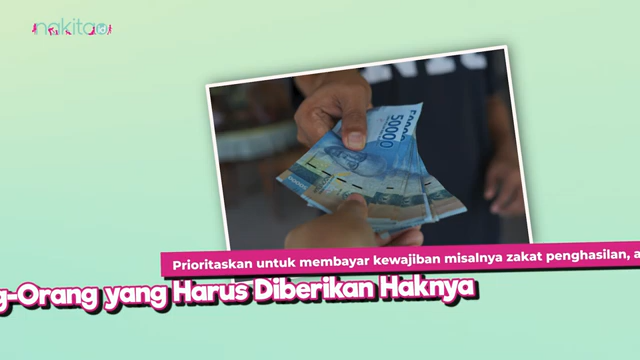 nakita
50000
Prioritaskan untuk membayar kewajiban misalnya zakat penghasilan, a
g-Orang yang Harus Diberikan Haknya